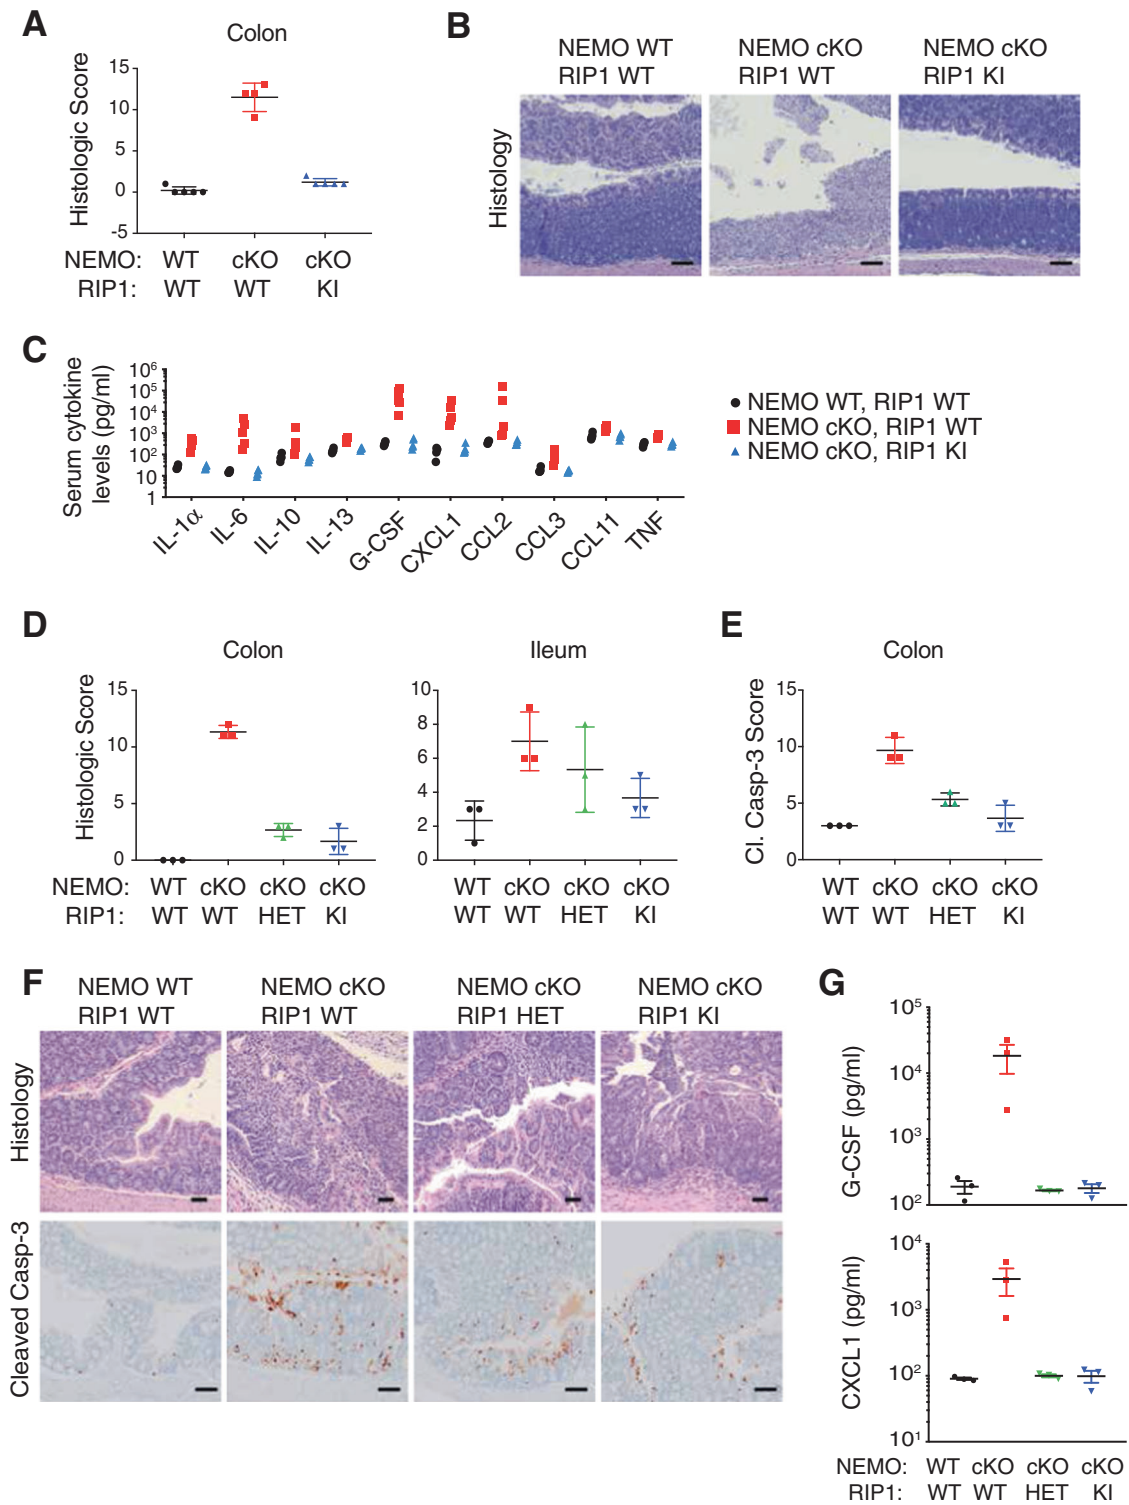 A
Colon
Histologic Score
15
10
5
0
-5
NEMO: WT cKO cKO
RIP1: WT WT KI
B
NEMO WT
RIP1 WT
NEMO cKO
RIP1 WT
NEMO cKO
RIP1 KI
Histology
C
Serum cytokine
levels (pg/ml)
10⁶
10⁵
10⁴
10³
10²
10
1
IL-1α
IL-6
IL-10
IL-13
G-CSF
CXCL1
CCL2
CCL3
CCL11
TNF
NEMO WT, RIP1 WT
NEMO cKO, RIP1 WT
NEMO cKO, RIP1 KI
D
Colon
Histologic Score
15
10
5
0
NEMO: WT cKO cKO cKO
RIP1: WT WT HET KI
Ileum
10
8
6
4
2
0
WT cKO cKO cKO
WT WT HET KI
E
Colon
Cl. Casp-3 Score
15
10
5
0
WT cKO cKO cKO
WT WT HET KI
F
NEMO WT
RIP1 WT
NEMO cKO
RIP1 WT
NEMO cKO
RIP1 HET
NEMO cKO
RIP1 KI
Histology
Cleaved Casp-3
G
G-CSF (pg/ml)
10⁵
10⁴
10³
10²
CXCL1 (pg/ml)
10⁴
10³
10²
10¹
NEMO: WT cKO cKO cKO
RIP1: WT WT HET KI